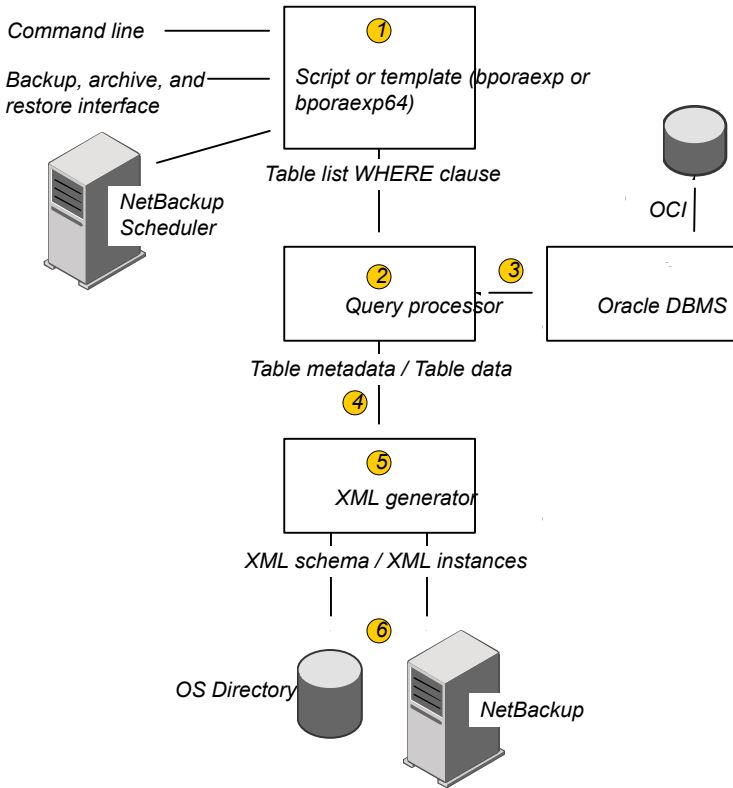 Command line
1
Backup, archive, and
restore interface
Script or template (bporaexp or
bporaexp64)
NetBackup
Scheduler
Table list WHERE clause
OCI
2
Query processor
3
Oracle DBMS
Table metadata / Table data
4
5
XML generator
XML schema / XML instances
6
OS Directory
NetBackup